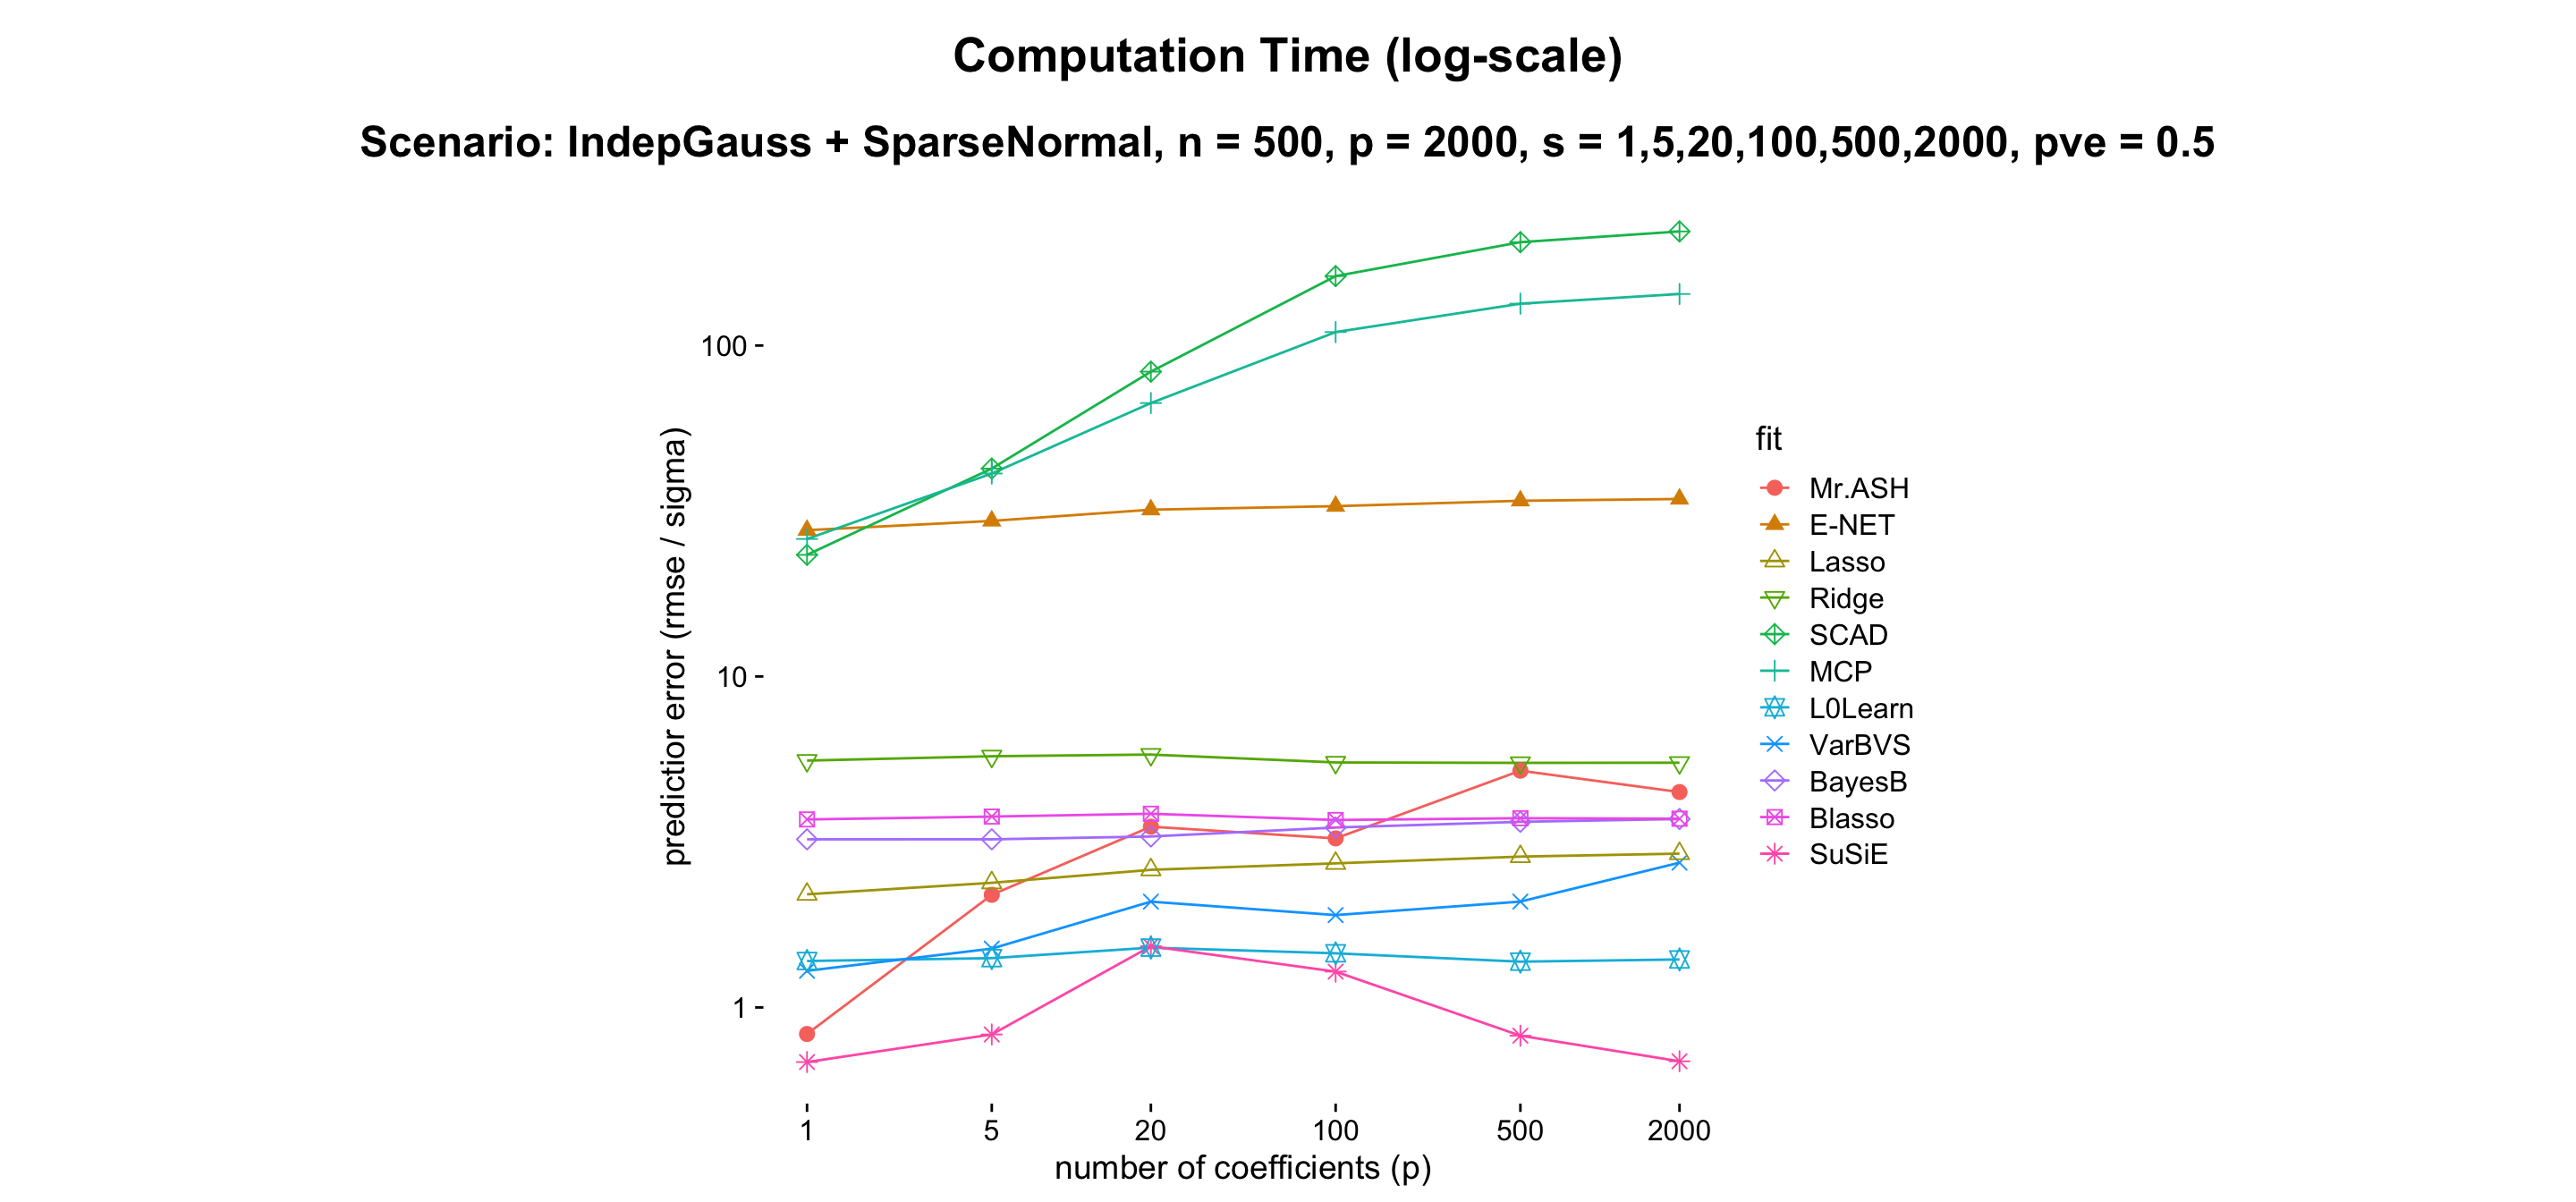 Computation Time (log-scale)
Scenario: IndepGauss + SparseNormal, n = 500, p = 2000, s = 1,5,20,100,500,2000, pve = 0.5
predictior error (rmse / sigma)
100
10
1
1 5 20 100 500 2000
number of coefficients (p)
fit
Mr.ASH
E-NET
Lasso
Ridge
SCAD
MCP
L0Learn
VarBVS
BayesB
Blasso
SuSiE